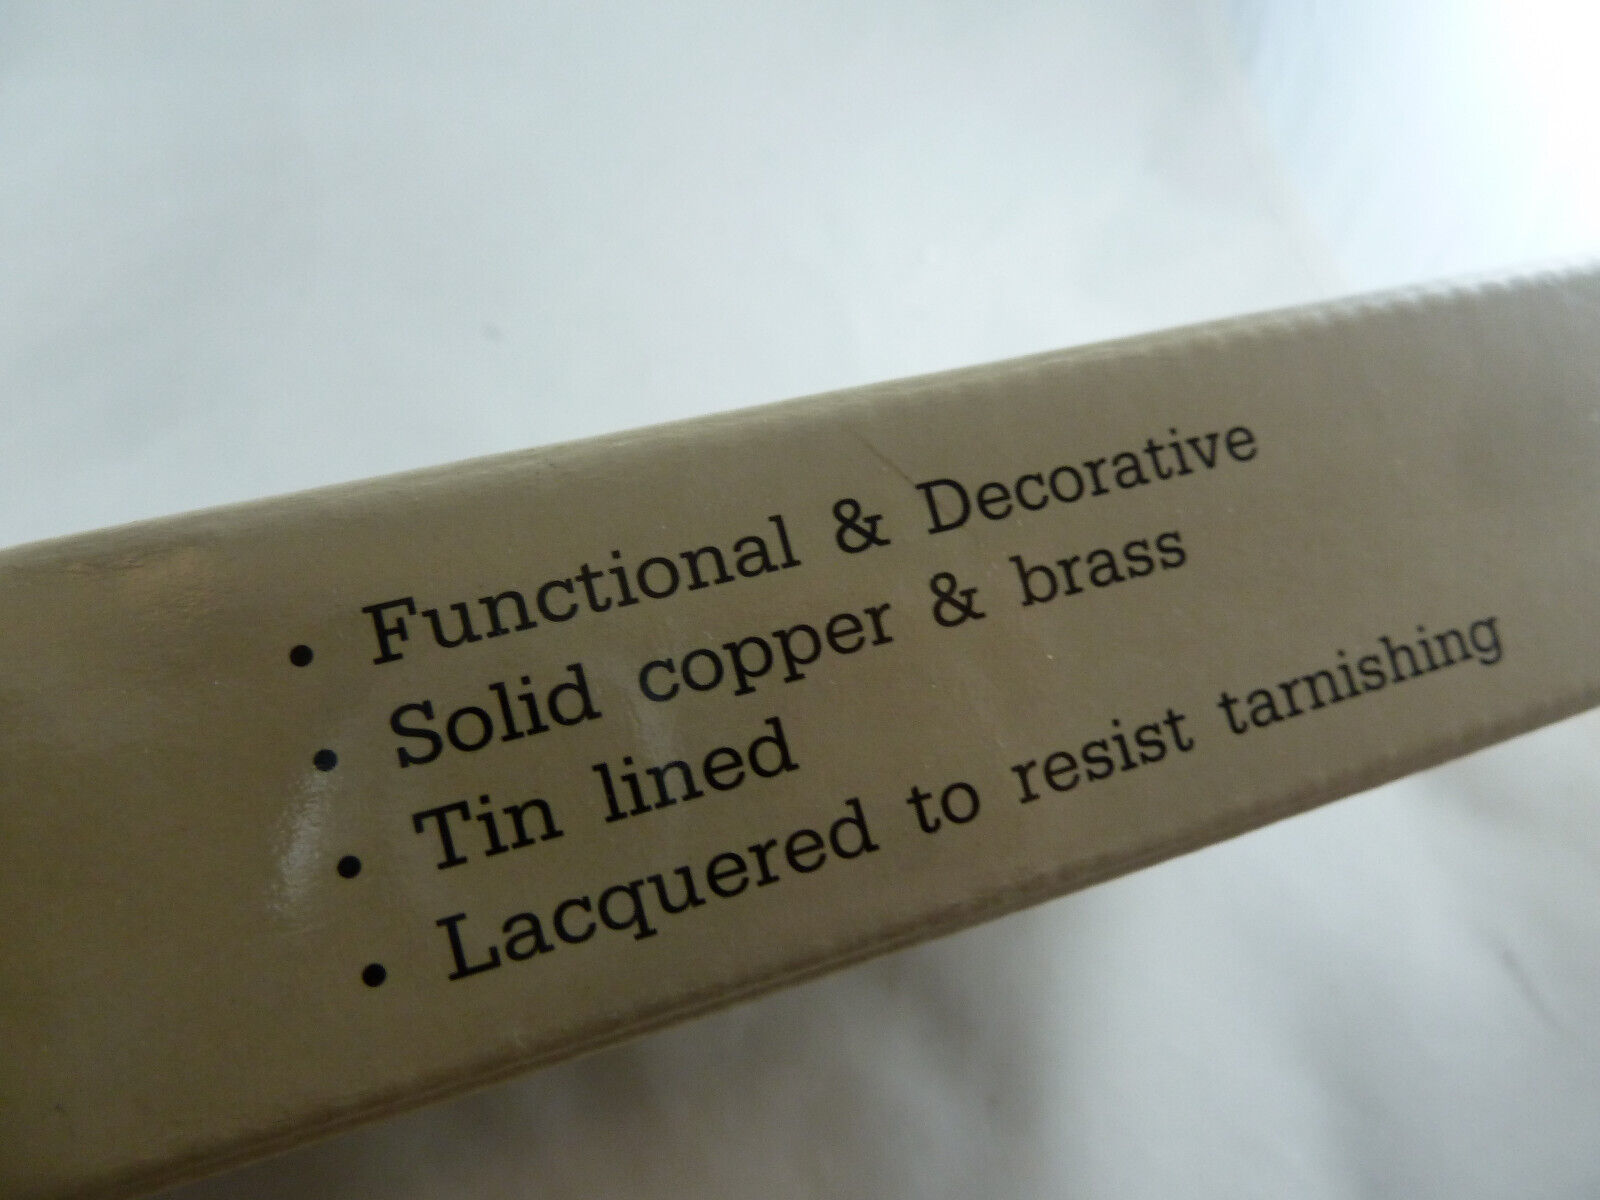 • Functional & Decorative
• Solid copper & brass
• Tin lined
• Lacquered to resist tarnishing